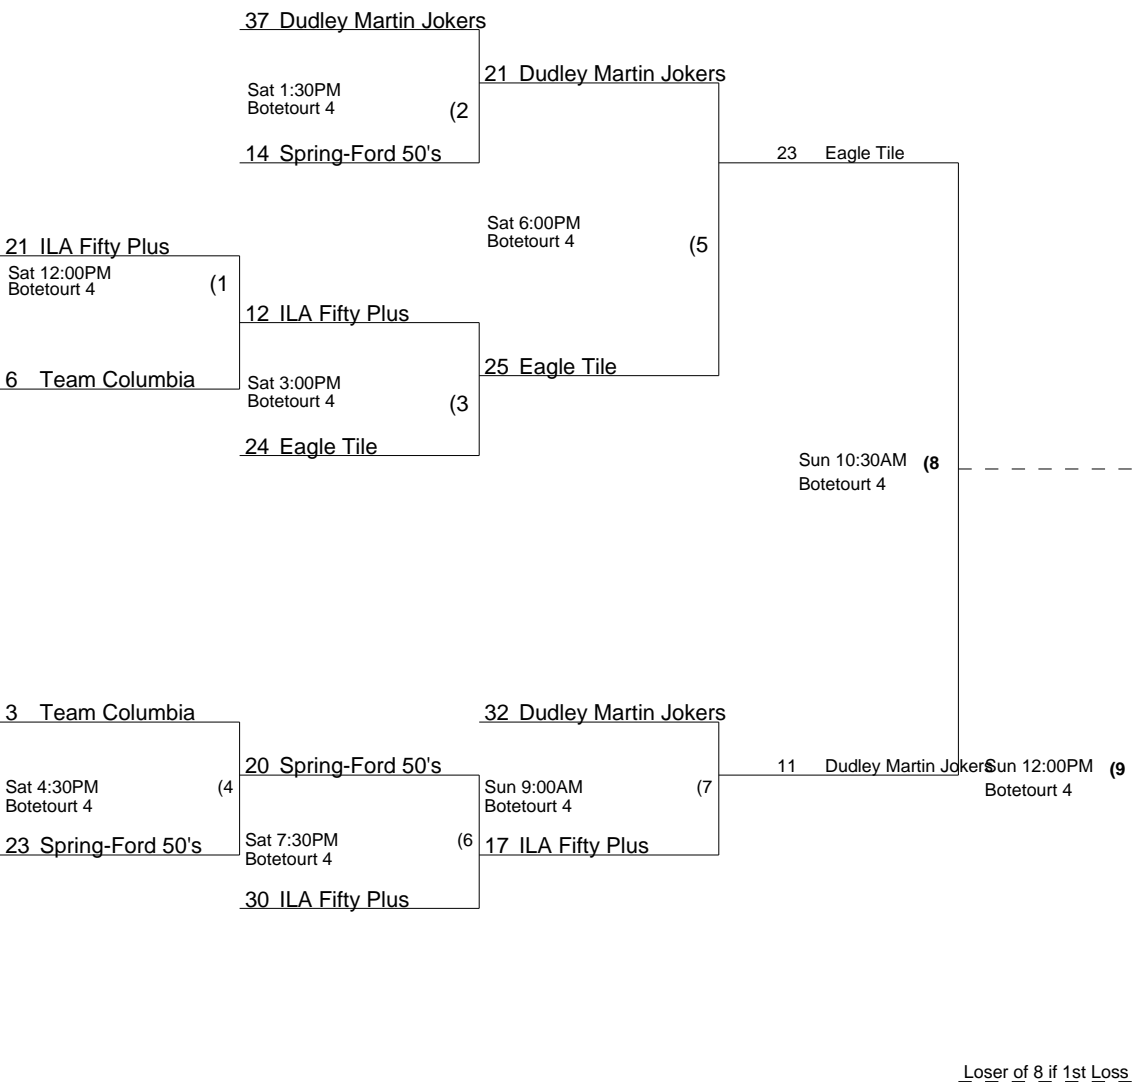 37 Dudley Martin Jokers
21 Dudley Martin Jokers
Sat 1:30PM
Botetourt 4
(2
14 Spring-Ford 50's
23 Eagle Tile
Sat 6:00PM
Botetourt 4
(5
21 ILA Fifty Plus
Sat 12:00PM
Botetourt 4
(1
12 ILA Fifty Plus
25 Eagle Tile
6 Team Columbia
Sat 3:00PM
Botetourt 4
(3
24 Eagle Tile
Sun 10:30AM (8
Botetourt 4
3 Team Columbia
32 Dudley Martin Jokers
20 Spring-Ford 50's
11 Dudley Martin Jokers
Sun 12:00PM (9
Botetourt 4
Sat 4:30PM (4
Botetourt 4
Sun 9:00AM (7
Botetourt 4
23 Spring-Ford 50's
Sat 7:30PM (6
Botetourt 4
17 ILA Fifty Plus
30 ILA Fifty Plus
Loser of 8 if 1st Loss